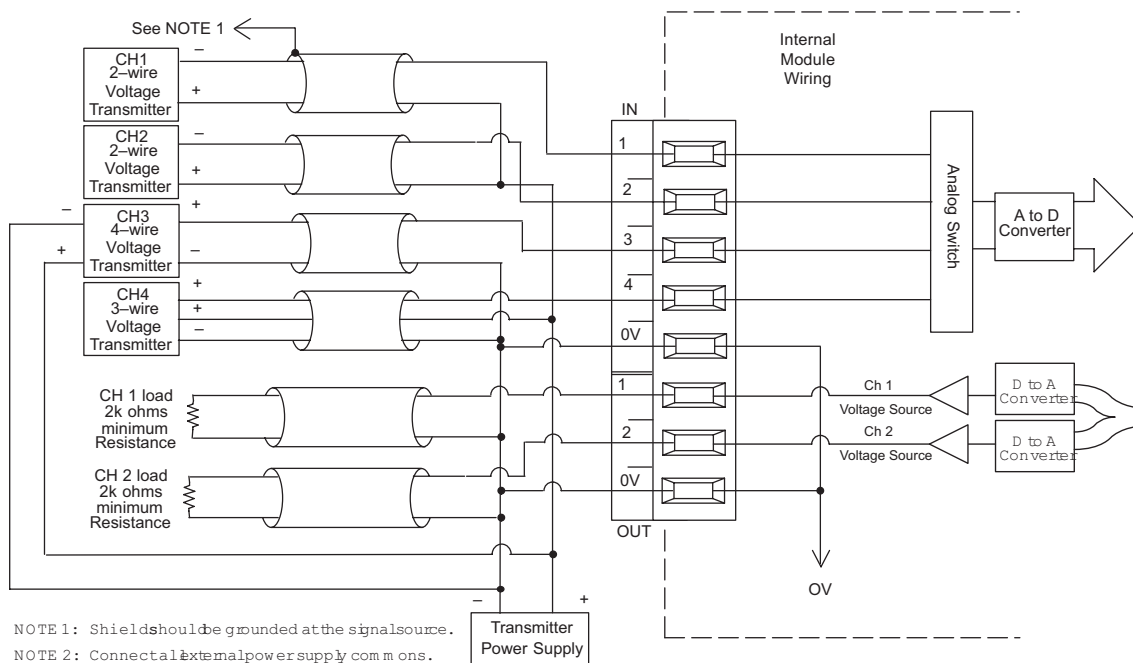 See NOTE 1
CH1
2–wire
Voltage
Transmitter
–
+
CH2
2–wire
Voltage
Transmitter
–
+
CH3
4–wire
Voltage
Transmitter
–
+
+
–
CH4
3–wire
Voltage
Transmitter
+
+
–
CH 1 load
2k ohms
minimum
Resistance
CH 2 load
2k ohms
minimum
Resistance
IN
1
2
3
4
0V
1
2
0V
OUT
Internal
Module
Wiring
Analog Switch
A to D
Converter
Ch 1
Voltage Source
D to A
Converter
Ch 2
Voltage Source
D to A
Converter
OV
–
+
Transmitter
Power Supply
NOTE 1: Shields should be grounded at the signal source.
NOTE 2: Connect all external power supply commons.